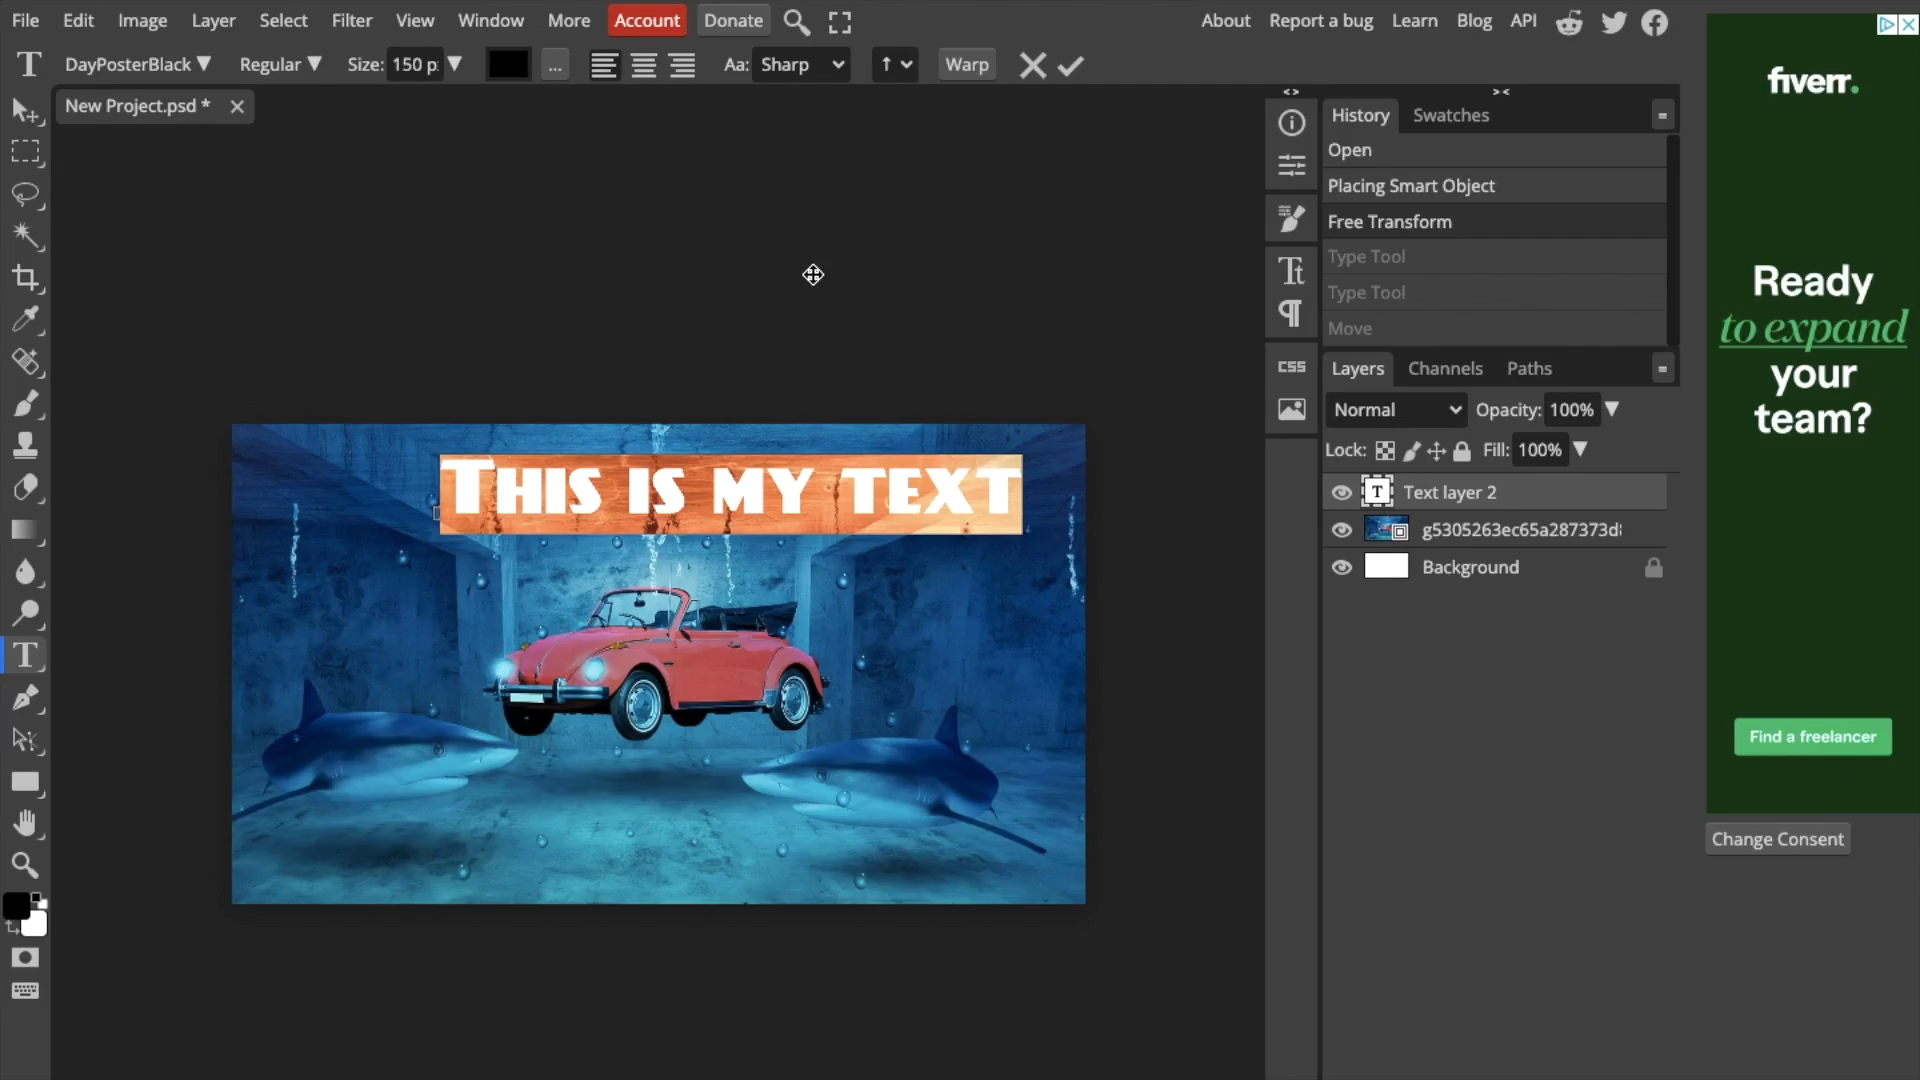 File Edit Image Layer Select Filter View Window More Account Donate About Report a bug Learn Blog API
T DayPosterBlack Regular Size: 150 p ... Aa: Sharp Warp
New Project.psd *
History Swatches
Open
Placing Smart Object
Free Transform
Type Tool
Type Tool
Move
CSS
Layers Channels Paths
Normal Opacity: 100%
Lock: Fill: 100%
T Text layer 2
g5305263ec65a287373d
Background
THIS IS MY TEXT
fiverr.
Ready
to expand
your
team?
Find a freelancer
Change Consent